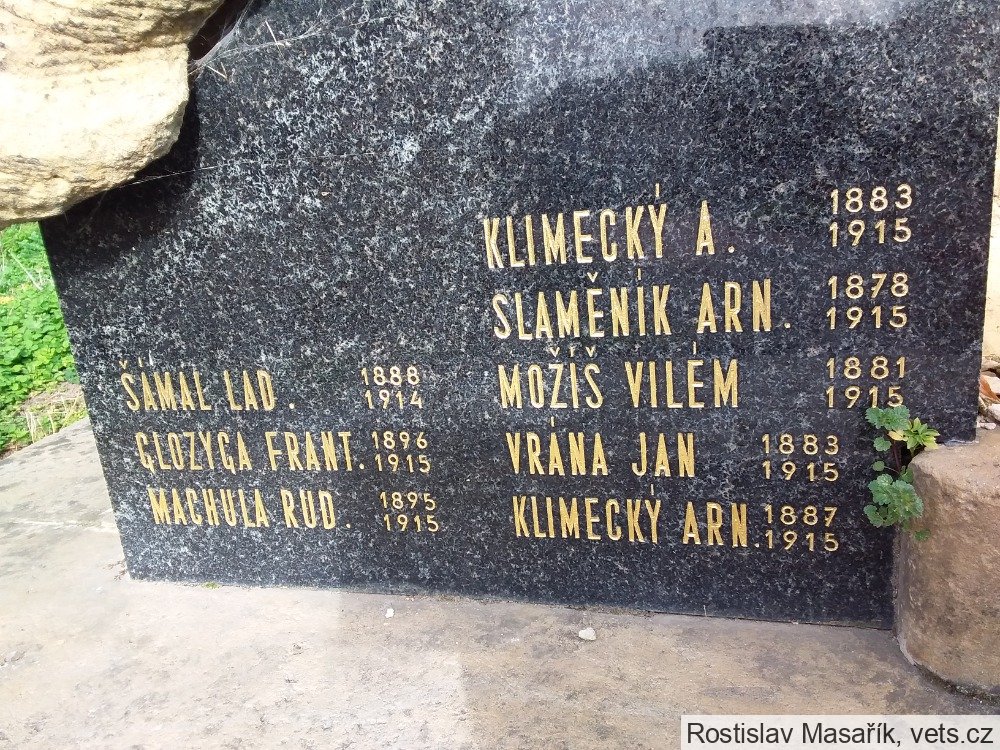 ŠÁMAL LAD. 1888
1914
GLOZYGA FRANT. 1896
1915
MACHULA RUD. 1895
1915
KLIMECKÝ A. 1883
1915
SLAMĚNÍK ARN. 1878
1915
MOŽÍŠ VILÉM 1881
1915
VRÁNA JAN 1883
1915
KLIMECKÝ ARN. 1887
1915
Rostislav Masařík, vets.cz